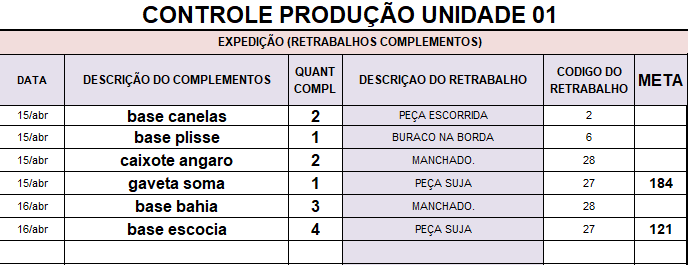 CONTROLE PRODUÇÃO UNIDADE 01
EXPEDIÇÃO (RETRABALHOS COMPLEMENTOS)
DATA DESCRIÇÃO DO COMPLEMENTOS QUANT COMPL DESCRIÇAO DO RETRABALHO CODIGO DO RETRABALHO META
15/abr base canelas 2 PEÇA ESCORRIDA 2
15/abr base plisse 1 BURACO NA BORDA 6
15/abr caixote angaro 2 MANCHADO. 28
15/abr gaveta soma 1 PEÇA SUJA 27 184
16/abr base bahia 3 MANCHADO. 28
16/abr base escocia 4 PEÇA SUJA 27 121